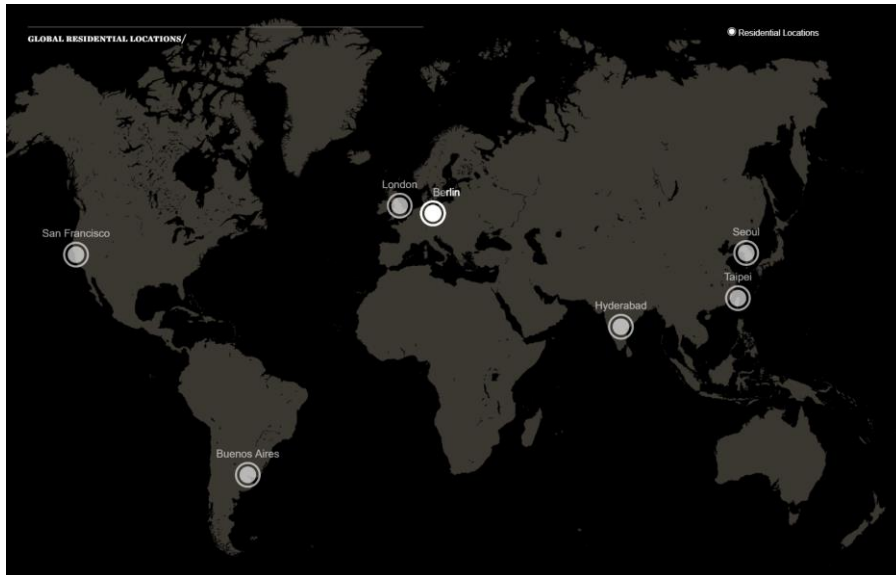 GLOBAL RESIDENTIAL LOCATIONS/
Residential Locations
London
Berlin
San Francisco
Seoul
Taipei
Hyderabad
Buenos Aires